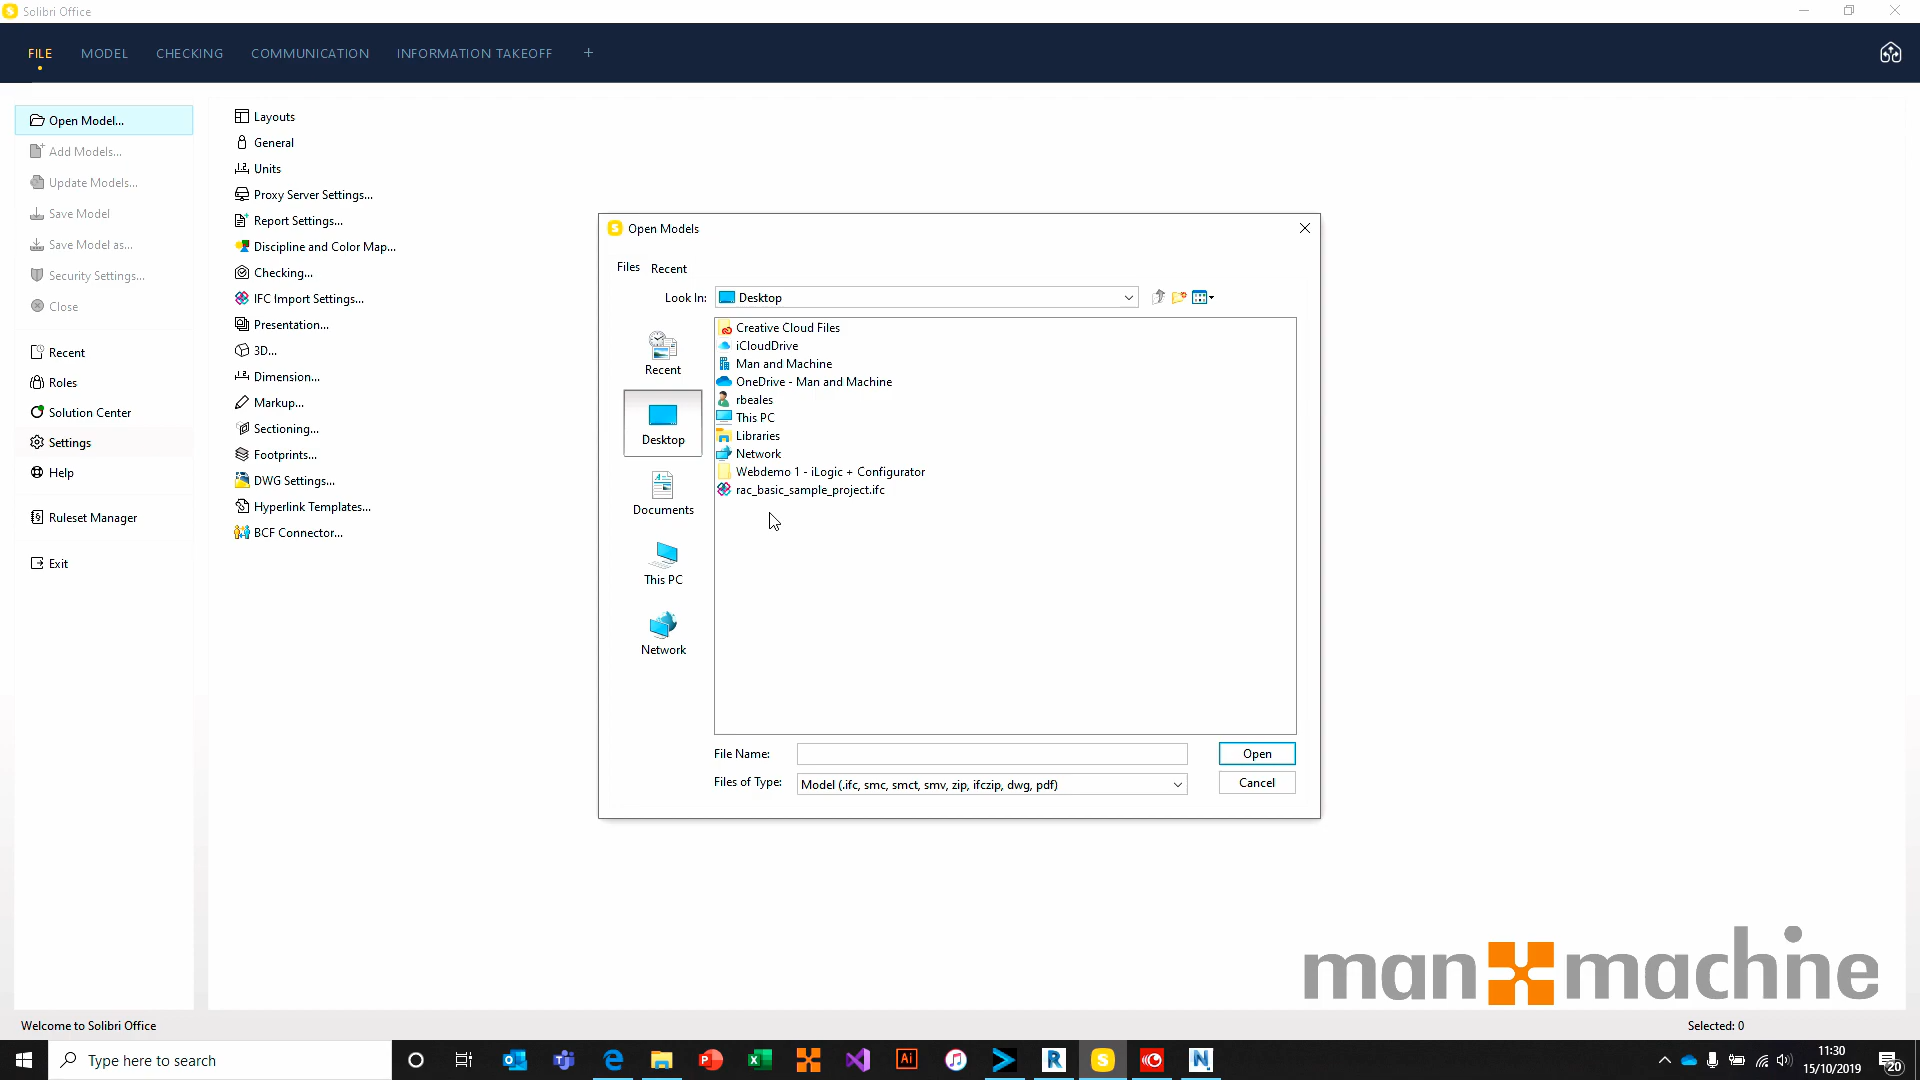 Solibri Office
FILE MODEL CHECKING COMMUNICATION INFORMATION TAKEOFF +
Open Model...
Add Models...
Update Models...
Save Model
Save Model as...
Security Settings...
Close
Recent
Roles
Solution Center
Settings
Help
Ruleset Manager
Exit
Layouts
General
Units
Proxy Server Settings...
Report Settings...
Discipline and Color Map...
Checking...
IFC Import Settings...
Presentation...
3D...
Dimension...
Markup...
Sectioning...
Footprints...
DWG Settings...
Hyperlink Templates...
BCF Connector...
Open Models
Files Recent
Look In: Desktop
Recent
Desktop
Documents
This PC
Network
Creative Cloud Files
iCloudDrive
Man and Machine
OneDrive - Man and Machine
rbeales
This PC
Libraries
Network
Webdemo 1 - iLogic + Configurator
rac_basic_sample_project.ifc
File Name: Open
Files of Type: Model (.ifc, smc, smct, smv, zip, ifczip, dwg, pdf) Cancel
man machine
Welcome to Solibri Office Selected: 0
Type here to search
11:30
15/10/2019
20